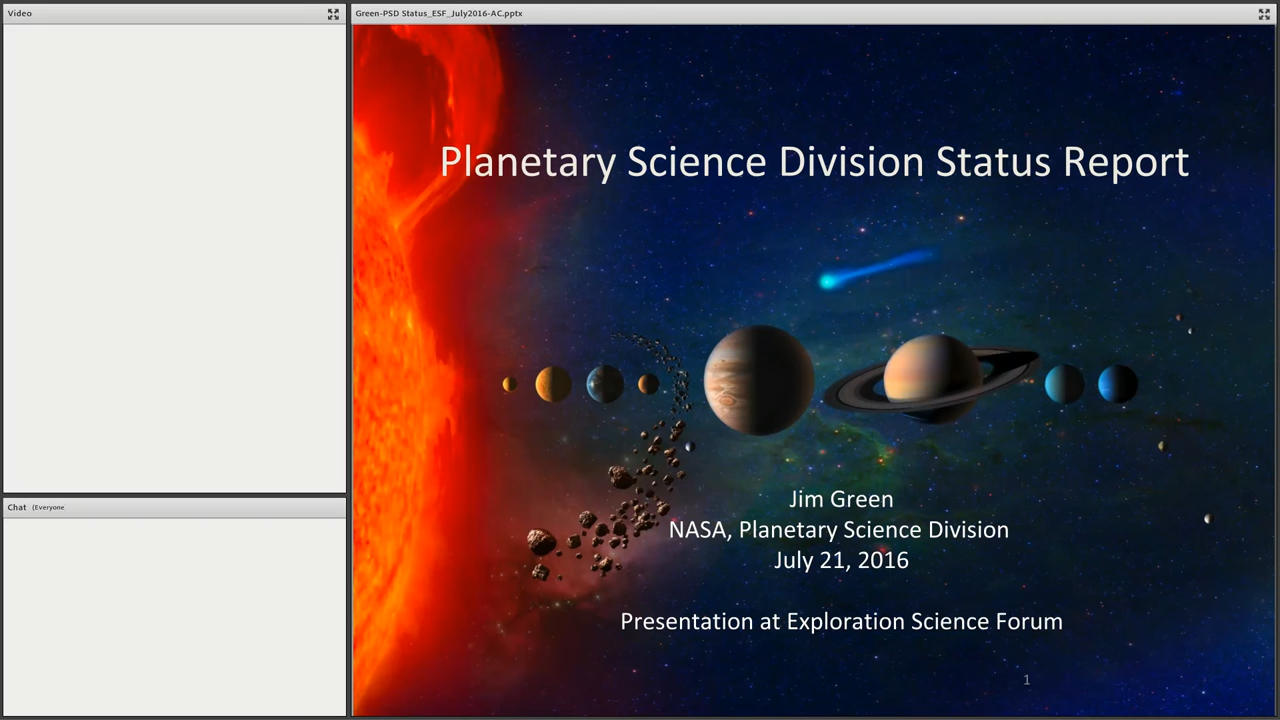 Video
Green-PSD Status_ESF_July2016-AC.pptx
Planetary Science Division Status Report
Jim Green
NASA, Planetary Science Division
July 21, 2016
Presentation at Exploration Science Forum
1
Chat (Everyone